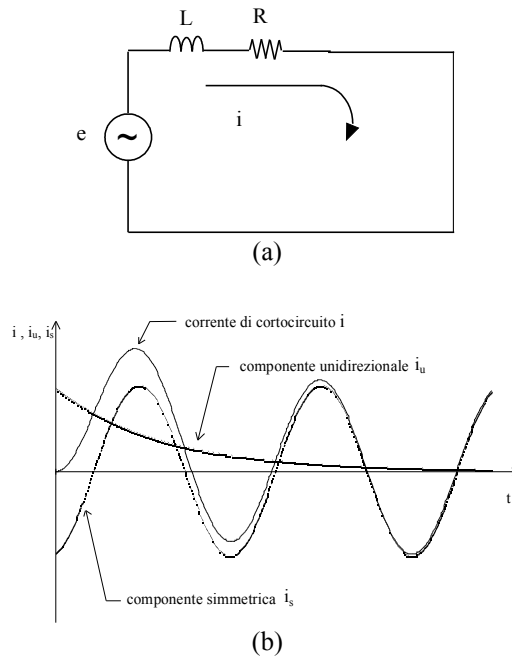 L R
e ~
i
(a)
i , iᵤ, iₛ
corrente di cortocircuito i
componente unidirezionale iᵤ
t
componente simmetrica iₛ
(b)